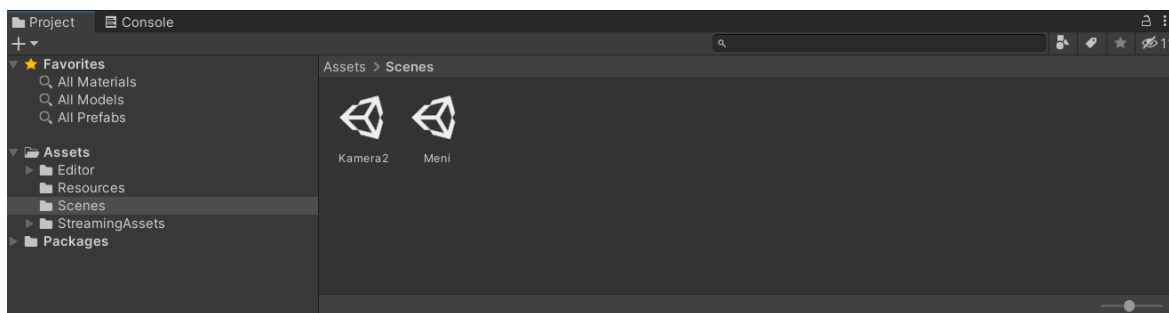 Project Console
Favorites
All Materials
All Models
All Prefabs
Assets
Editor
Resources
Scenes
StreamingAssets
Packages
Assets > Scenes
Kamera2 Meni